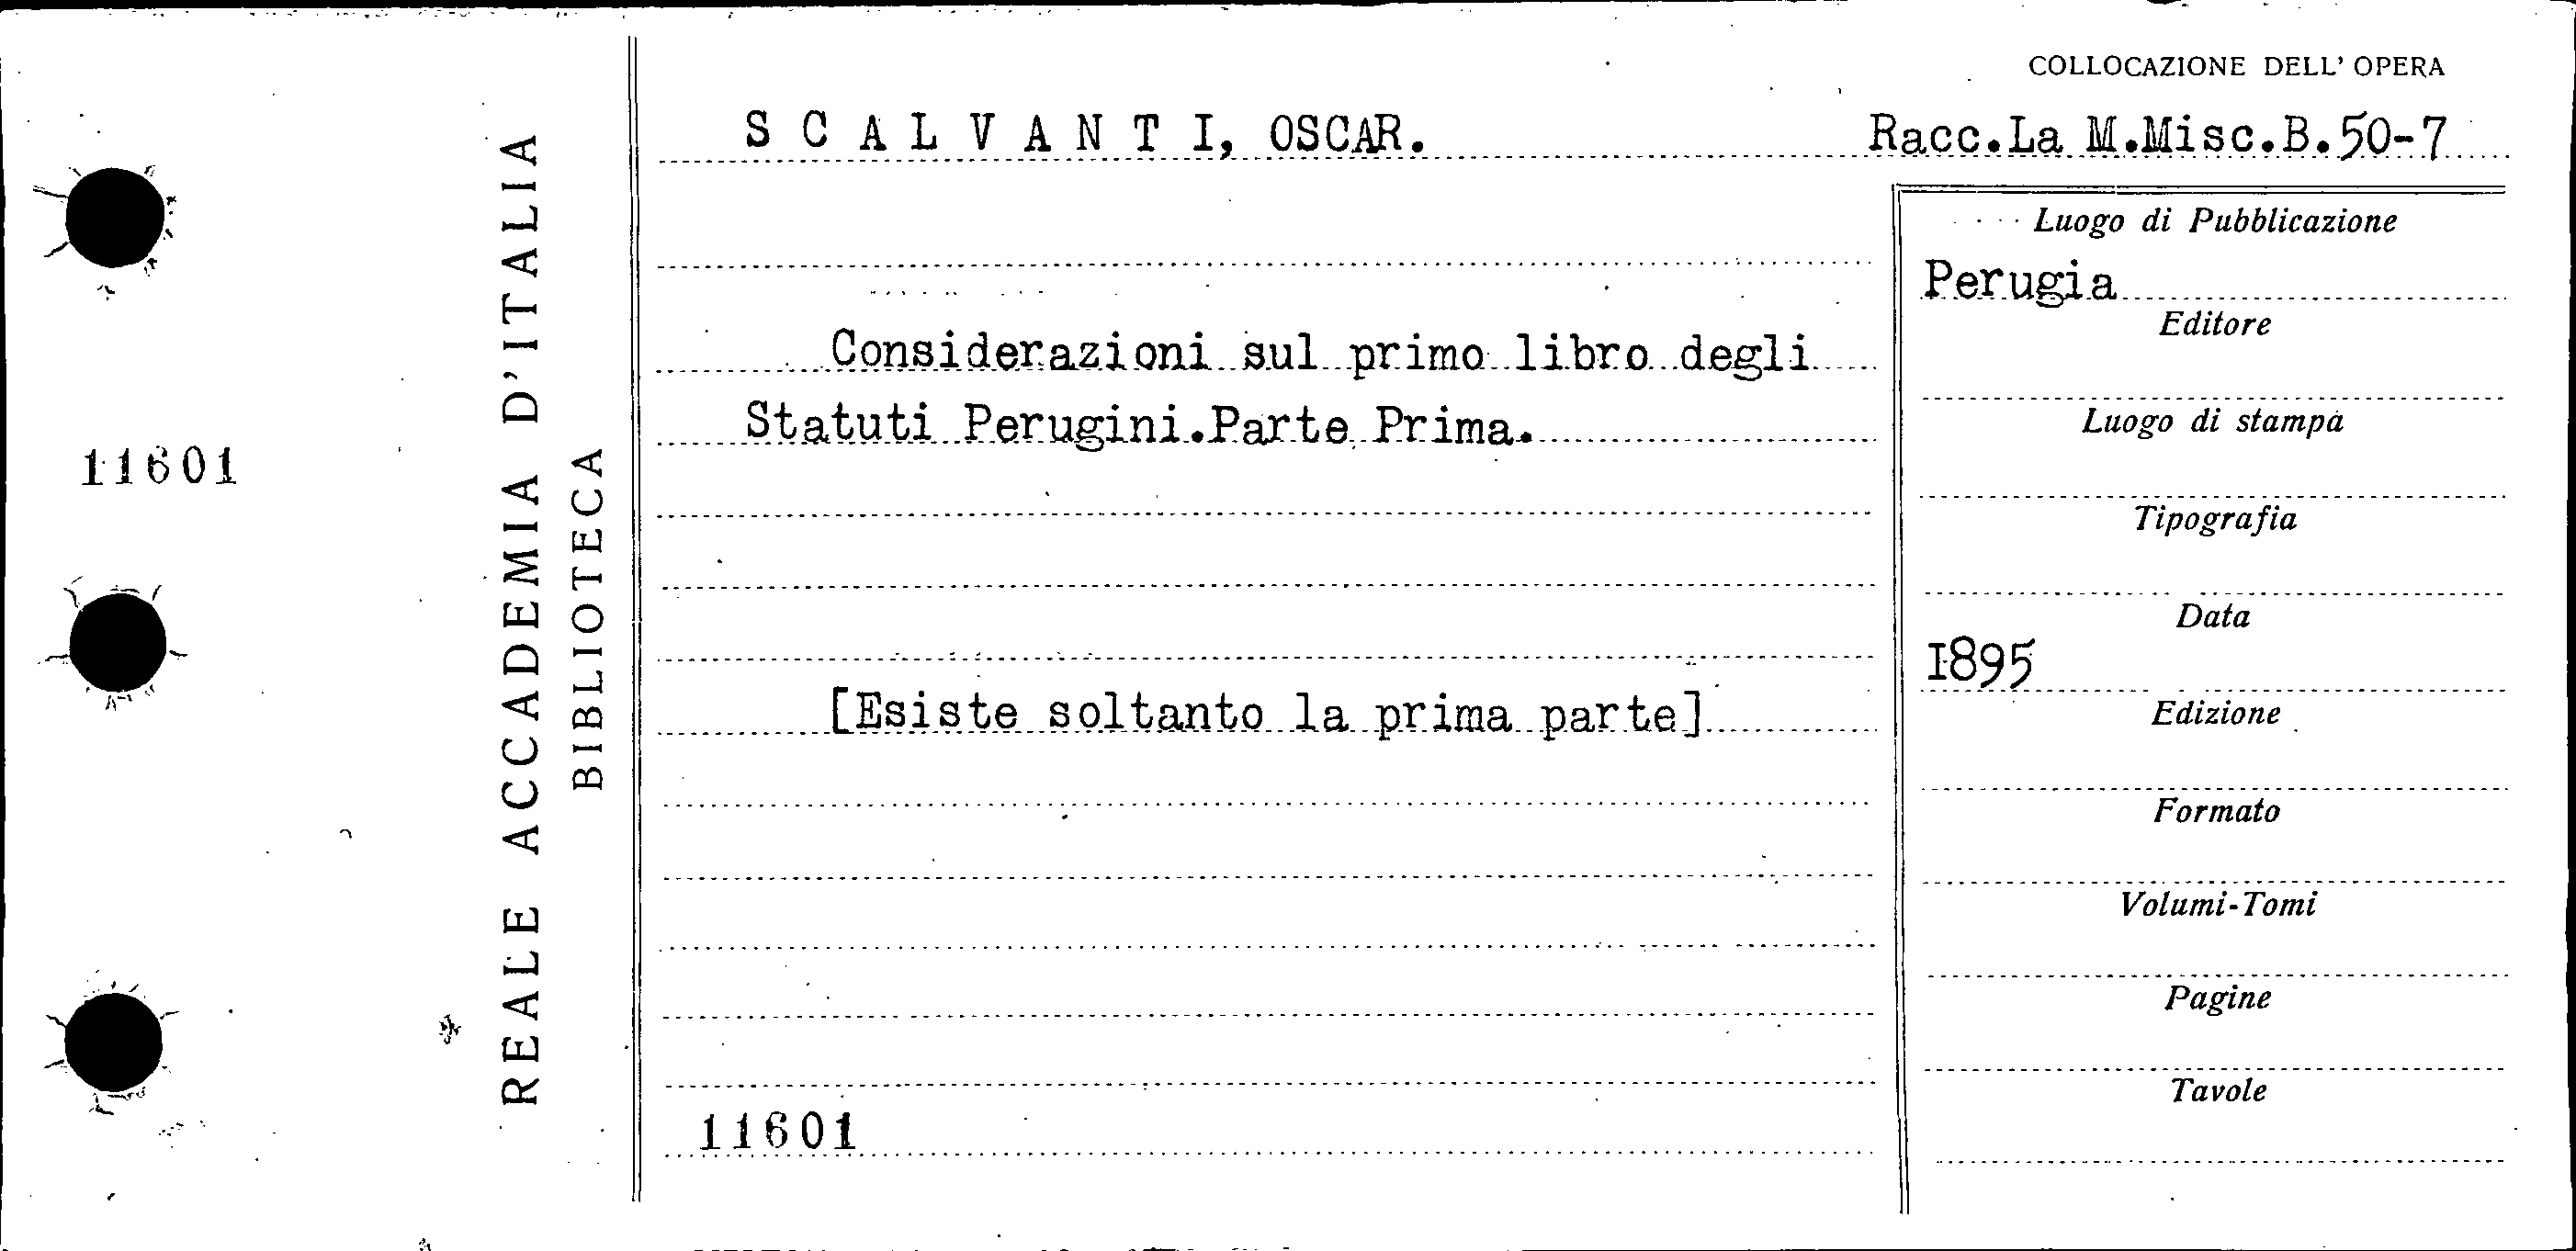 COLLOCAZIONE DELL' OPERA
S C A L V A N T I, OSCAR.
Racc.La M.Misc.B.50-7
Considerazioni sul primo libro degli
Statuti Perugini.Parte Prima.
[Esiste soltanto la prima parte]
11601
Luogo di Pubblicazione
Perugia
Editore
Luogo di stampa
Tipografia
Data
1895
Edizione
Formato
Volumi-Tomi
Pagine
Tavole
11601
REALE ACCADEMIA D'ITALIA
BIBLIOTECA